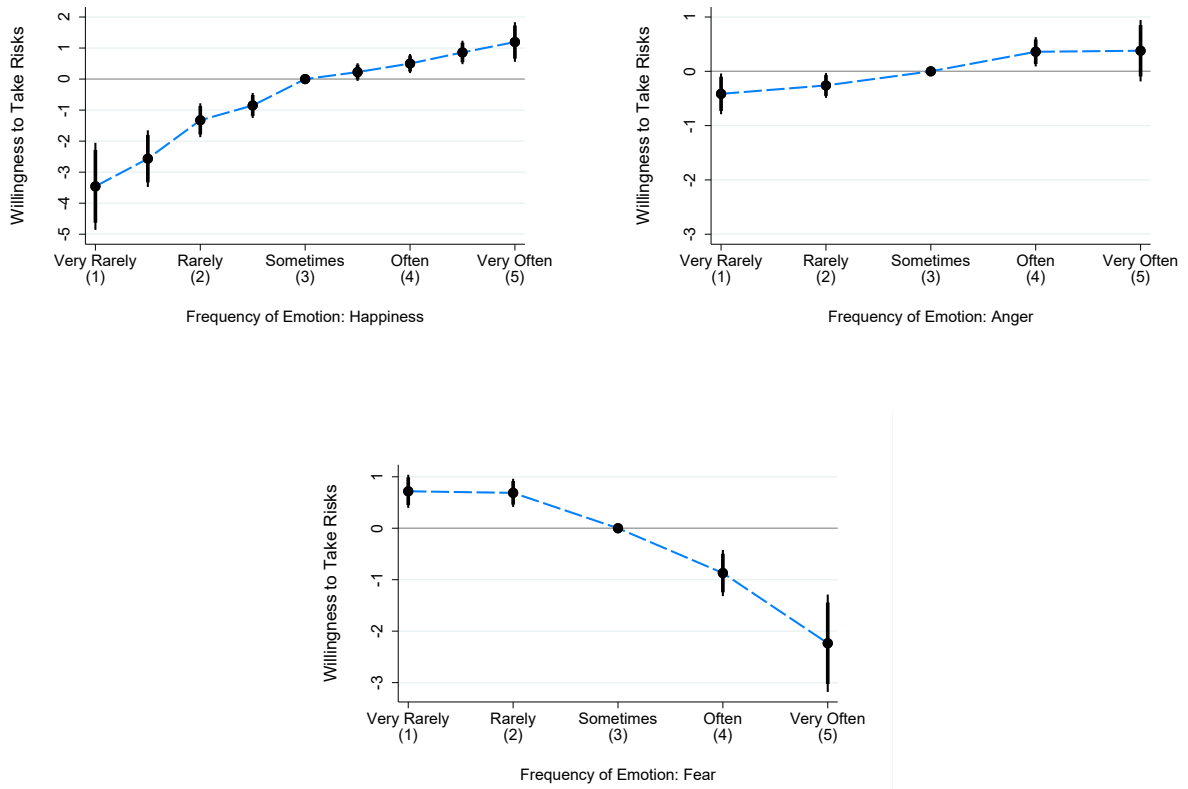 Willingness to Take Risks
2
1
0
-1
-2
-3
-4
-5
Very Rarely Rarely Sometimes Often Very Often
(1) (2) (3) (4) (5)
Frequency of Emotion: Happiness
Willingness to Take Risks
1
0
-1
-2
-3
Very Rarely Rarely Sometimes Often Very Often
(1) (2) (3) (4) (5)
Frequency of Emotion: Anger
Willingness to Take Risks
1
0
-1
-2
-3
Very Rarely Rarely Sometimes Often Very Often
(1) (2) (3) (4) (5)
Frequency of Emotion: Fear